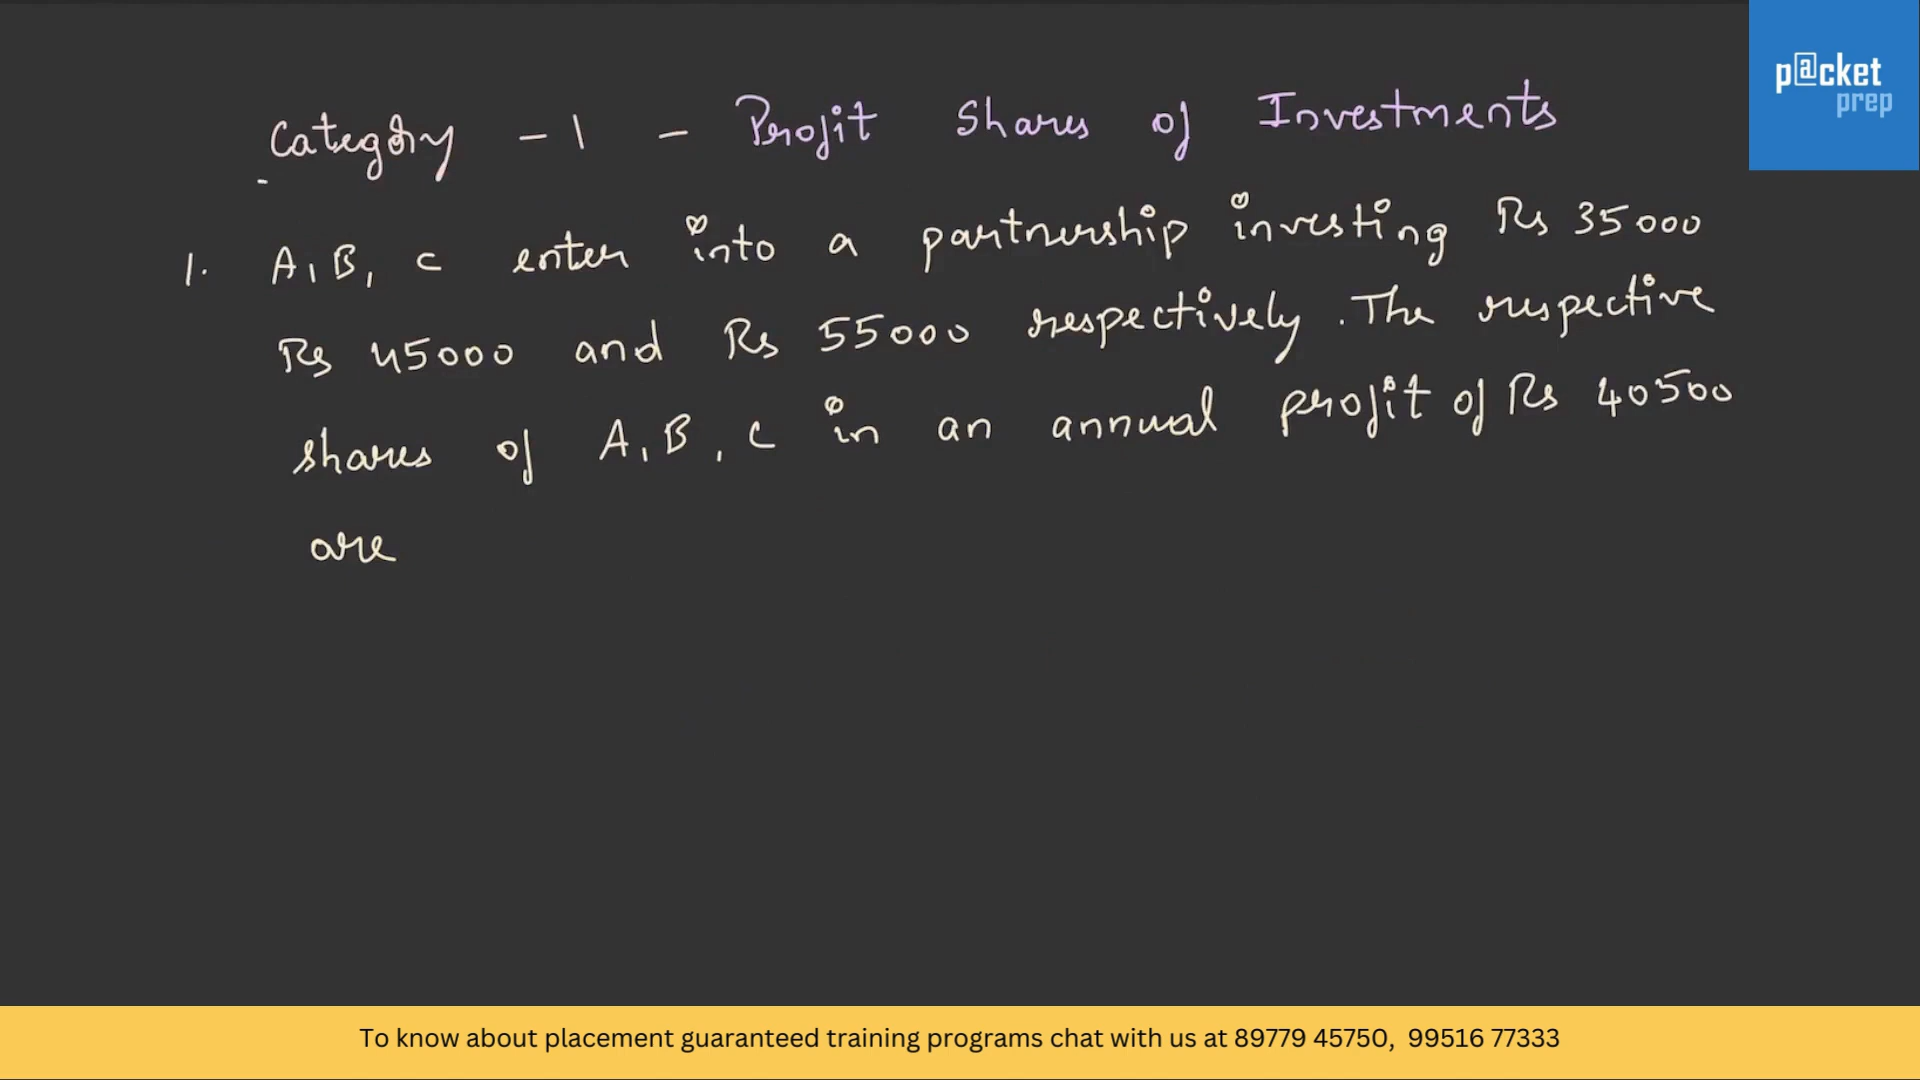 p@cket
prep
Category - 1 - Profit Shares of Investments
1. A, B, C enter into a partnership investing Rs 35000
Rs 45000 and Rs 55000 respectively. The respective
shares of A, B, C in an annual profit of Rs 40500
are
To know about placement guaranteed training programs chat with us at 89779 45750, 99516 77333